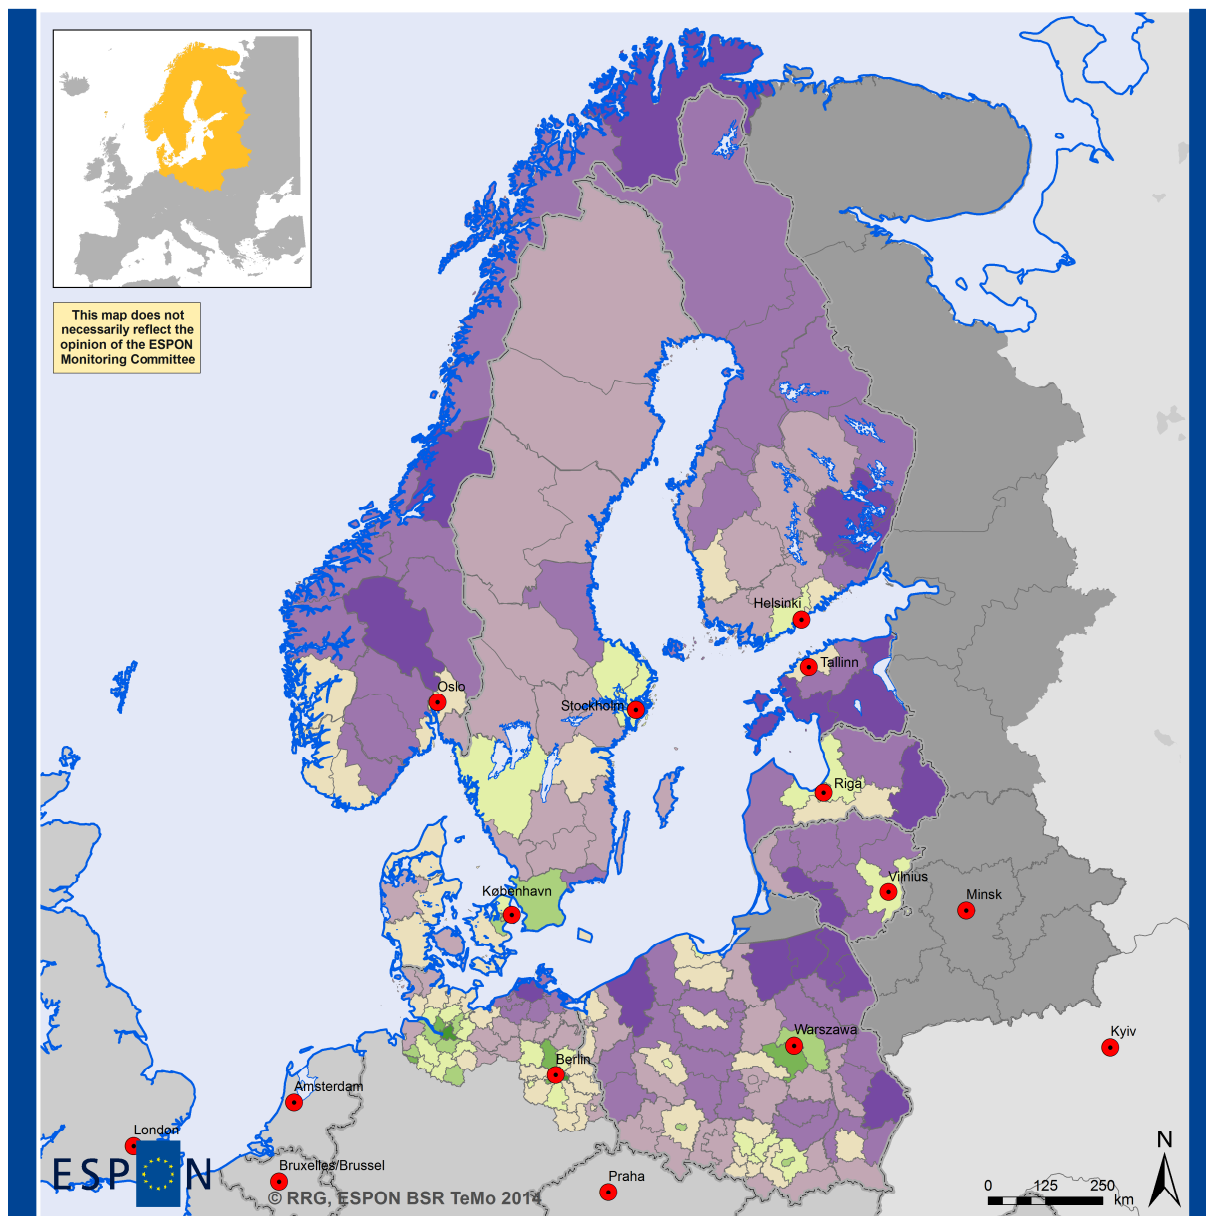 This map does not
necessarily reflect the
opinion of the ESPON
Monitoring Committee
Helsinki
Tallinn
Oslo
Stockholm
Riga
Vilnius
København
Minsk
Warszawa
Kyiv
Berlin
Amsterdam
London
Bruxelles/Brussel
Praha
ESPON
© RRG, ESPON BSR TeMo 2014
N
0 125 250
km